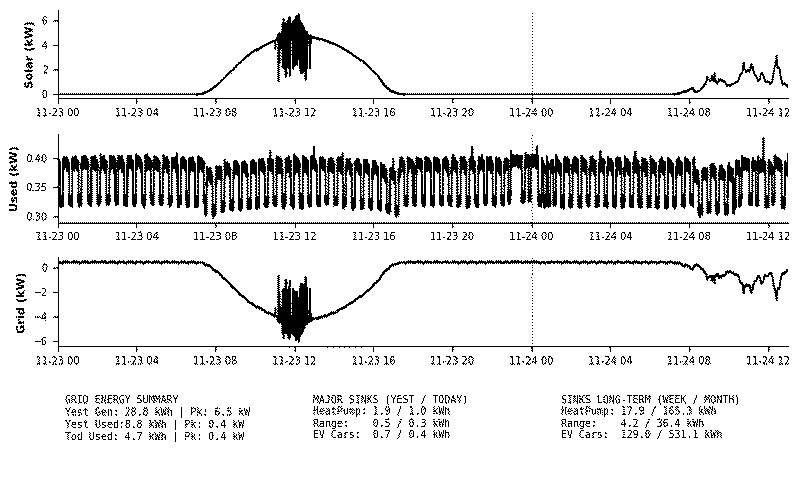 Solar (kW)
6
4
2
0
11-23 00 11-23 04 11-23 08 11-23 12 11-23 16 11-23 20 11-24 00 11-24 04 11-24 08 11-24 12
Used (kW)
0.40
0.35
0.30
11-23 00 11-23 04 11-23 08 11-23 12 11-23 16 11-23 20 11-24 00 11-24 04 11-24 08 11-24 12
Grid (kW)
0
−2
−4
−6
11-23 00 11-23 04 11-23 08 11-23 12 11-23 16 11-23 20 11-24 00 11-24 04 11-24 08 11-24 12
GRID ENERGY SUMMARY
Yest Gen: 28.8 kWh | Pk: 6.5 kW
Yest Used:8.8 kWh | Pk: 0.4 kW
Tod Used: 4.7 kWh | Pk: 0.4 kW
MAJOR SINKS (YEST / TODAY)
HeatPump: 1.9 / 1.0 kWh
Range: 0.5 / 0.3 kWh
EV Cars: 0.7 / 0.4 kWh
SINKS LONG-TERM (WEEK / MONTH)
HeatPump: 17.9 / 165.3 kWh
Range: 4.2 / 36.4 kWh
EV Cars: 129.0 / 531.1 kWh